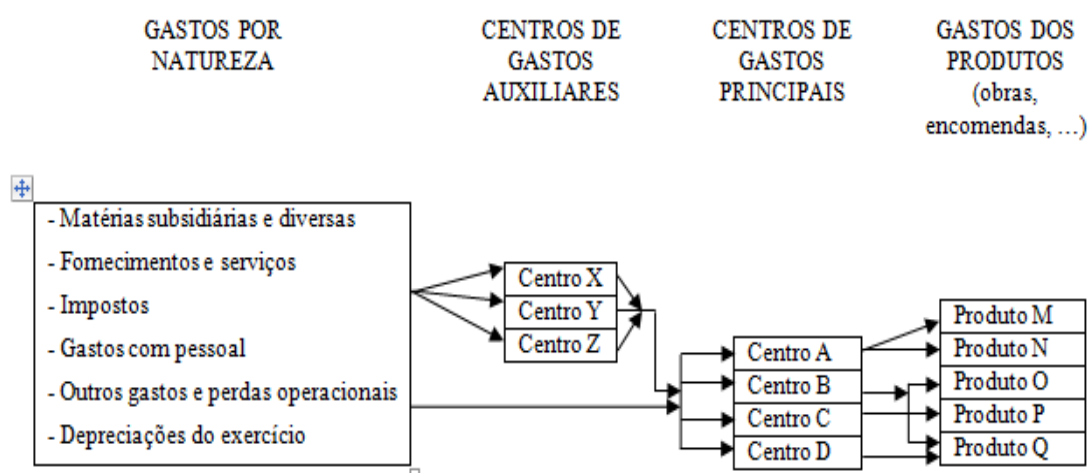 GASTOS POR
NATUREZA
CENTROS DE
GASTOS
AUXILIARES
CENTROS DE
GASTOS
PRINCIPAIS
GASTOS DOS
PRODUTOS
(obras,
encomendas, …)
- Matérias subsidiárias e diversas
- Fornecimentos e serviços
- Impostos
- Gastos com pessoal
- Outros gastos e perdas operacionais
- Depreciações do exercício
Centro X
Centro Y
Centro Z
Centro A
Centro B
Centro C
Centro D
Produto M
Produto N
Produto O
Produto P
Produto Q